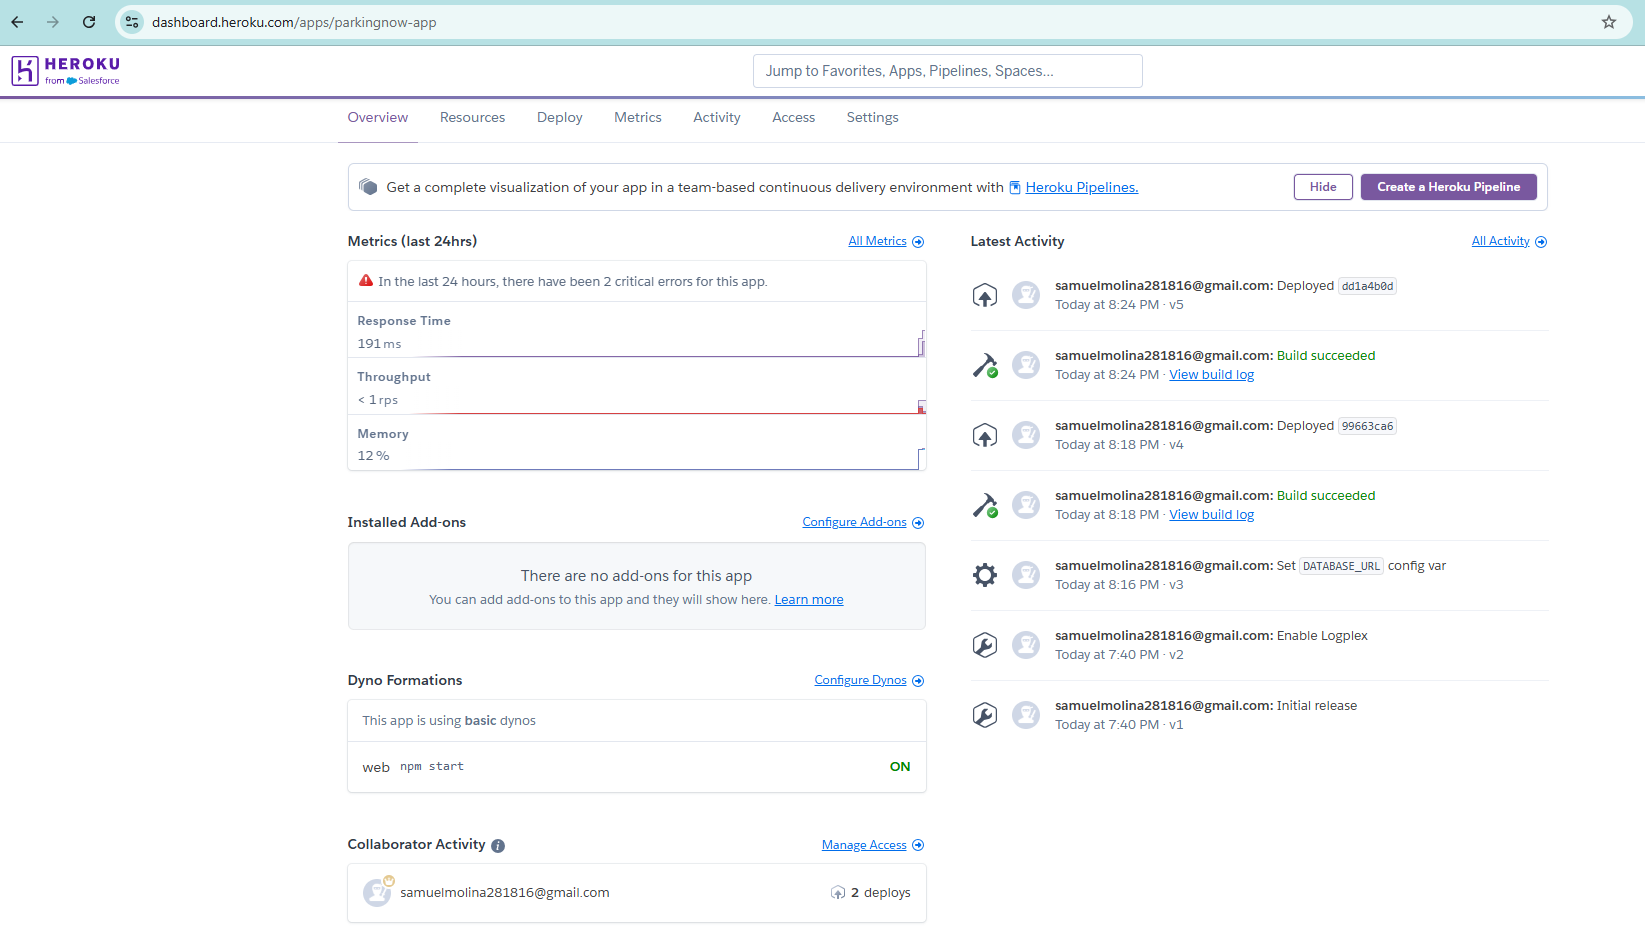 dashboard.heroku.com/apps/parkingnow-app
HEROKU
from Salesforce
Jump to Favorites, Apps, Pipelines, Spaces...
Overview Resources Deploy Metrics Activity Access Settings
Get a complete visualization of your app in a team-based continuous delivery environment with Heroku Pipelines.
Hide
Create a Heroku Pipeline
Metrics (last 24hrs)
All Metrics
In the last 24 hours, there have been 2 critical errors for this app.
Response Time
191 ms
Throughput
< 1 rps
Memory
12 %
Installed Add-ons
Configure Add-ons
There are no add-ons for this app
You can add add-ons to this app and they will show here. Learn more
Dyno Formations
Configure Dynos
This app is using basic dynos
web npm start ON
Collaborator Activity i
Manage Access
samuelmolina281816@gmail.com 2 deploys
Latest Activity
All Activity
samuelmolina281816@gmail.com: Deployed dd1a4b0d
Today at 8:24 PM · v5
samuelmolina281816@gmail.com: Build succeeded
Today at 8:24 PM · View build log
samuelmolina281816@gmail.com: Deployed 99663ca6
Today at 8:18 PM · v4
samuelmolina281816@gmail.com: Build succeeded
Today at 8:18 PM · View build log
samuelmolina281816@gmail.com: Set DATABASE_URL config var
Today at 8:16 PM · v3
samuelmolina281816@gmail.com: Enable Logplex
Today at 7:40 PM · v2
samuelmolina281816@gmail.com: Initial release
Today at 7:40 PM · v1